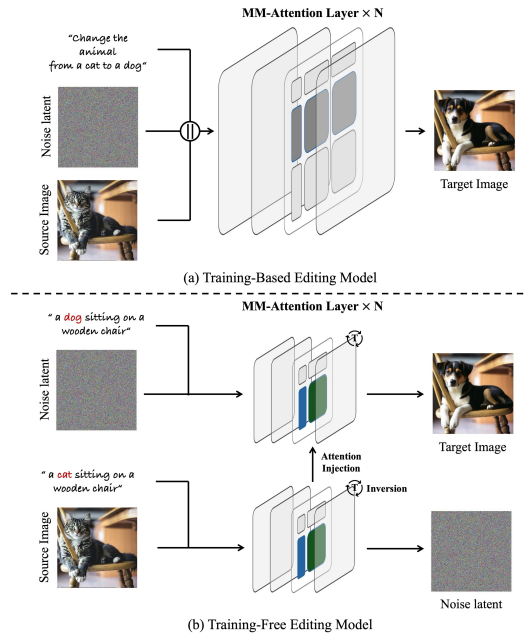 MM-Attention Layer × N
“Change the
animal
from a cat to a dog“
Noise latent
||
Source Image
Target Image
(a) Training-Based Editing Model
MM-Attention Layer × N
“ a dog sitting on a
wooden chair“
T
Noise latent
Target Image
Attention
Injection
“ a cat sitting on a
wooden chair“
T
Inversion
Source Image
Noise latent
(b) Training-Free Editing Model